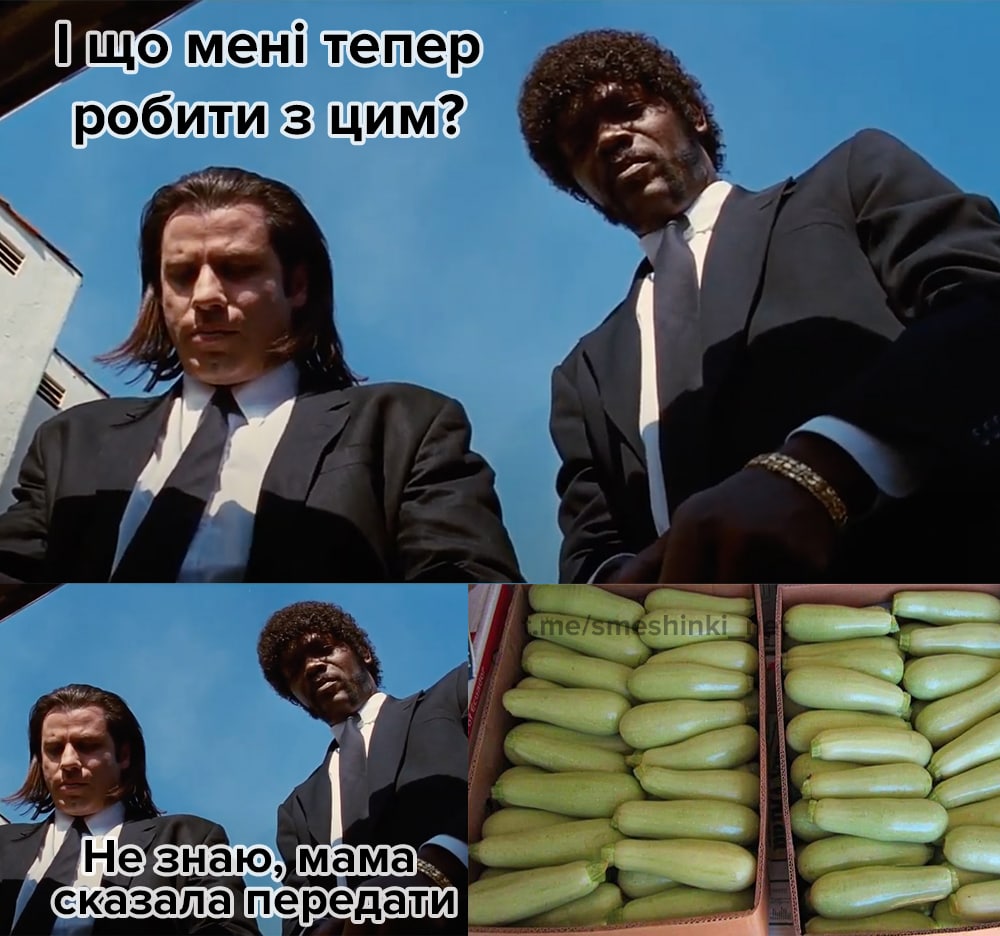 І що мені тепер
робити з цим?
.me/smeshinki
Не знаю, мама
сказала передати